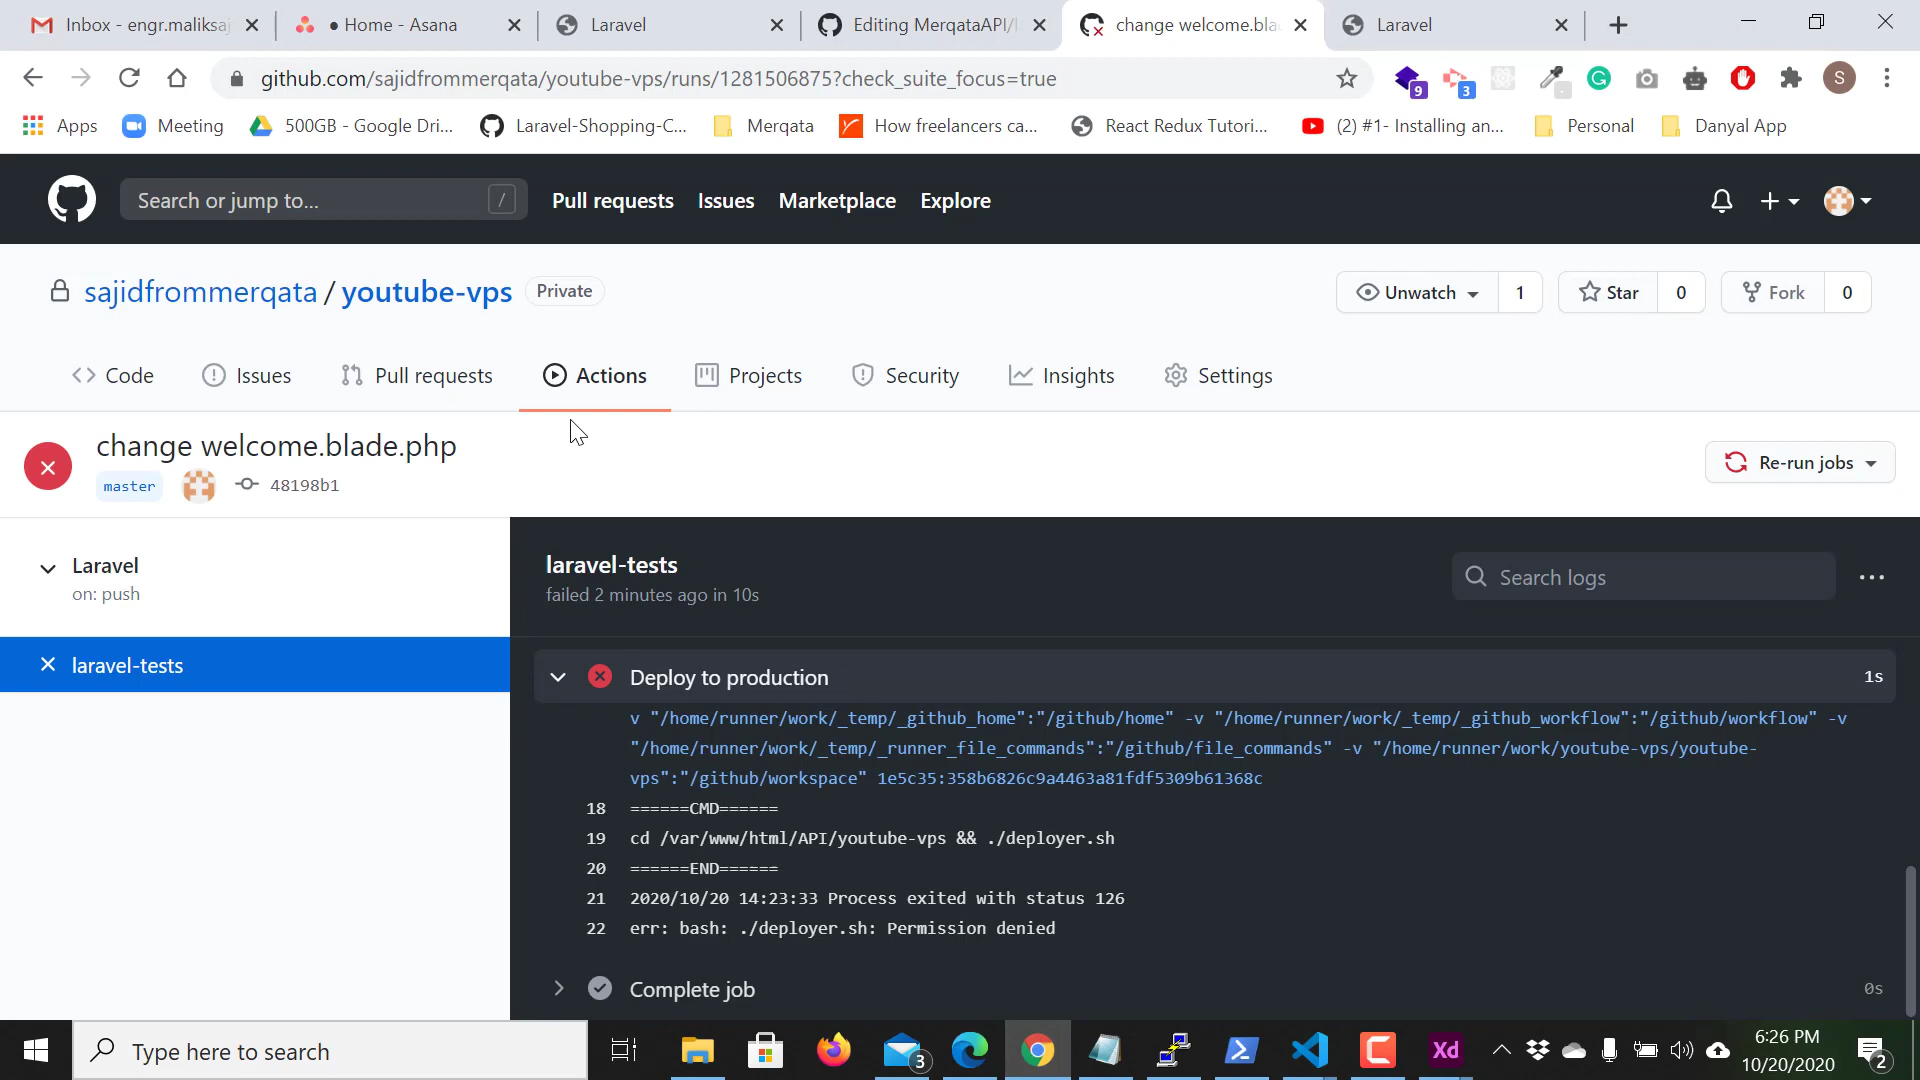 Inbox - engr.maliksaj
● Home - Asana
Laravel
Editing MerqataAPI/l
change welcome.bla
Laravel
github.com/sajidfrommerqata/youtube-vps/runs/1281506875?check_suite_focus=true
9
3
S
Apps
Meeting
500GB - Google Dri...
Laravel-Shopping-C...
Merqata
How freelancers ca...
React Redux Tutori...
(2) #1- Installing an...
Personal
Danyal App
Search or jump to...
/
Pull requests
Issues
Marketplace
Explore
sajidfrommerqata / youtube-vps
Private
Unwatch
1
Star
0
Fork
0
Code
Issues
Pull requests
Actions
Projects
Security
Insights
Settings
change welcome.blade.php
master
48198b1
Re-run jobs
Laravel
on: push
laravel-tests
laravel-tests
failed 2 minutes ago in 10s
Search logs
Deploy to production
1s
v "/home/runner/work/_temp/_github_home":"/github/home" -v "/home/runner/work/_temp/_github_workflow":"/github/workflow" -v
"/home/runner/work/_temp/_runner_file_commands":"/github/file_commands" -v "/home/runner/work/youtube-vps/youtube-
vps":"/github/workspace" 1e5c35:358b6826c9a4463a81fdf5309b61368c
18 ======CMD======
19 cd /var/www/html/API/youtube-vps && ./deployer.sh
20 ======END======
21 2020/10/20 14:23:33 Process exited with status 126
22 err: bash: ./deployer.sh: Permission denied
Complete job
0s
Type here to search
3
Xd
6:26 PM
10/20/2020
2